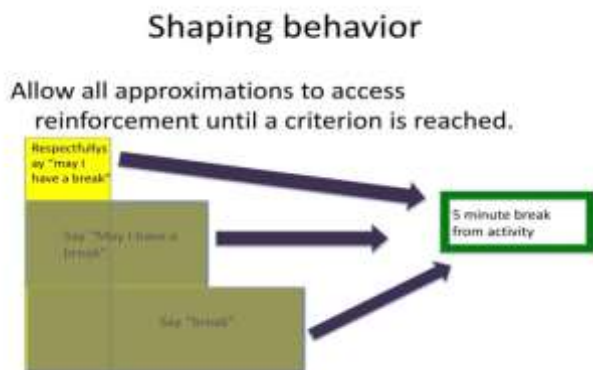 Shaping behavior
Allow all approximations to access
reinforcement until a criterion is reached.
Respectfullys
ay "may I
have a break"
Say "May I have a
break"
Say "break"
5 minute break
from activity